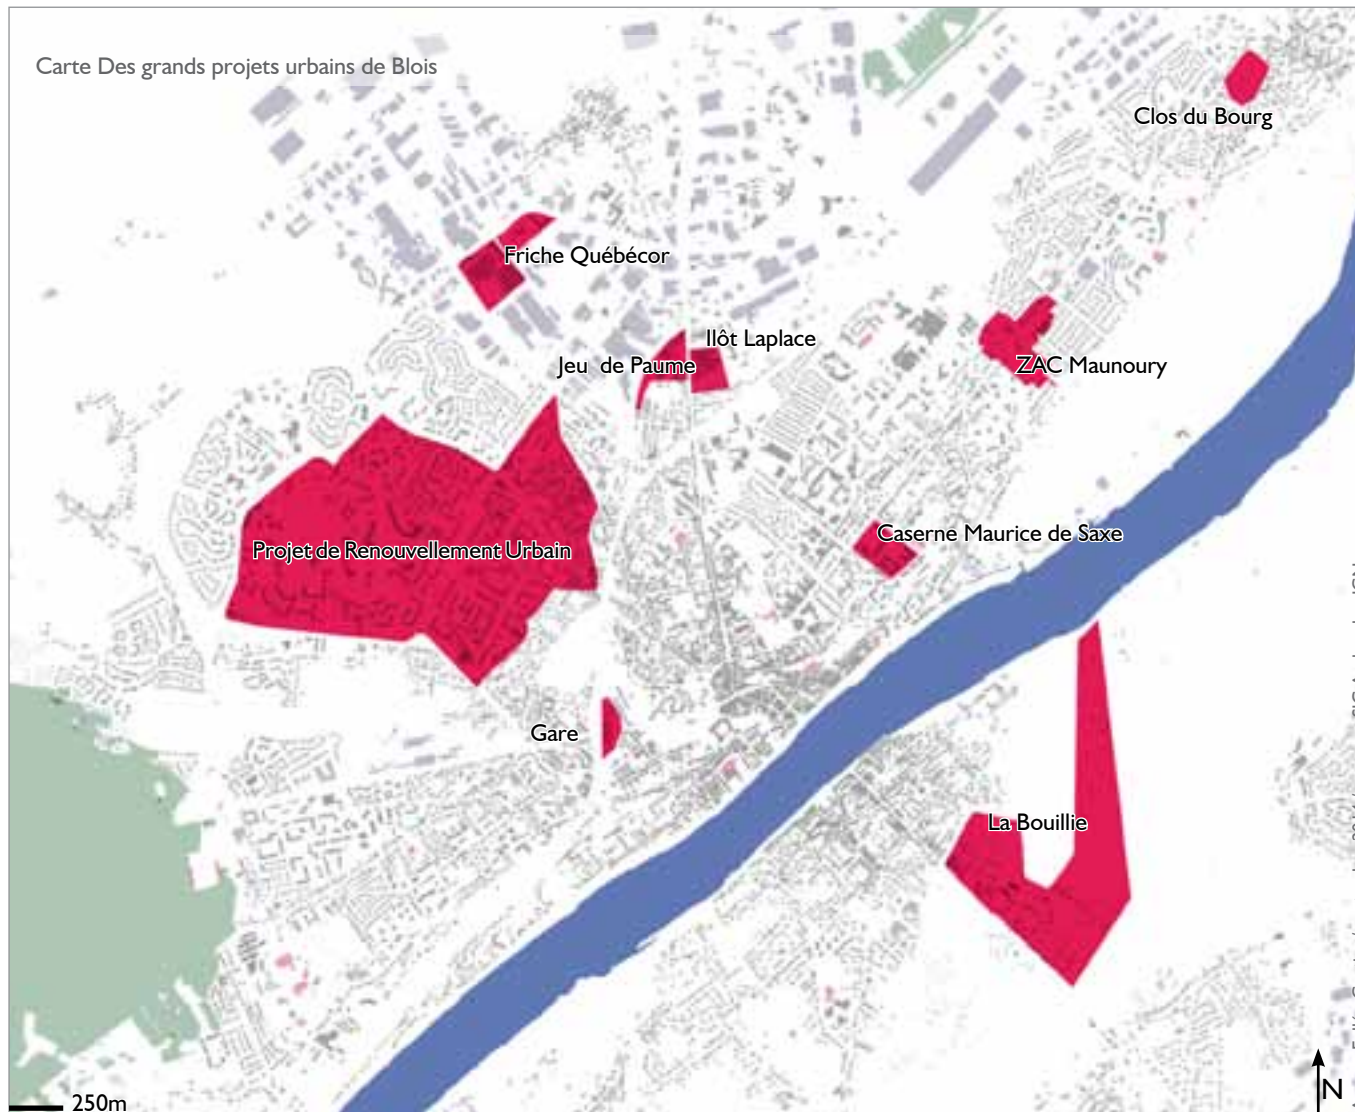 Carte Des grands projets urbains de Blois
Clos du Bourg
Friche Québécor
Ilôt Laplace
Jeu de Paume
ZAC Maunoury
Caserne Maurice de Saxe
Projet de Renouvellement Urbain
Gare
La Bouillie
250m
N